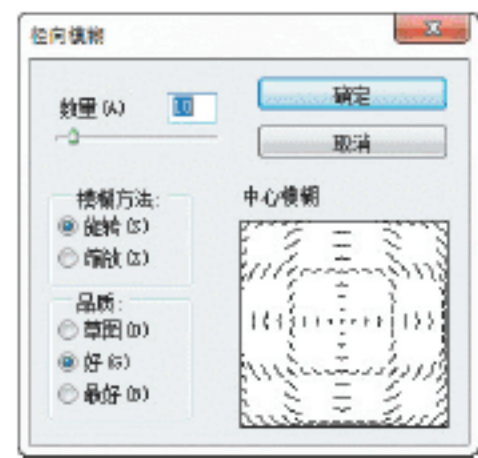 径向模糊
数量(A) 10
确定
取消
模糊方法:
旋转(S)
缩放(Z)
品质:
草图(D)
好(G)
最好(B)
中心模糊